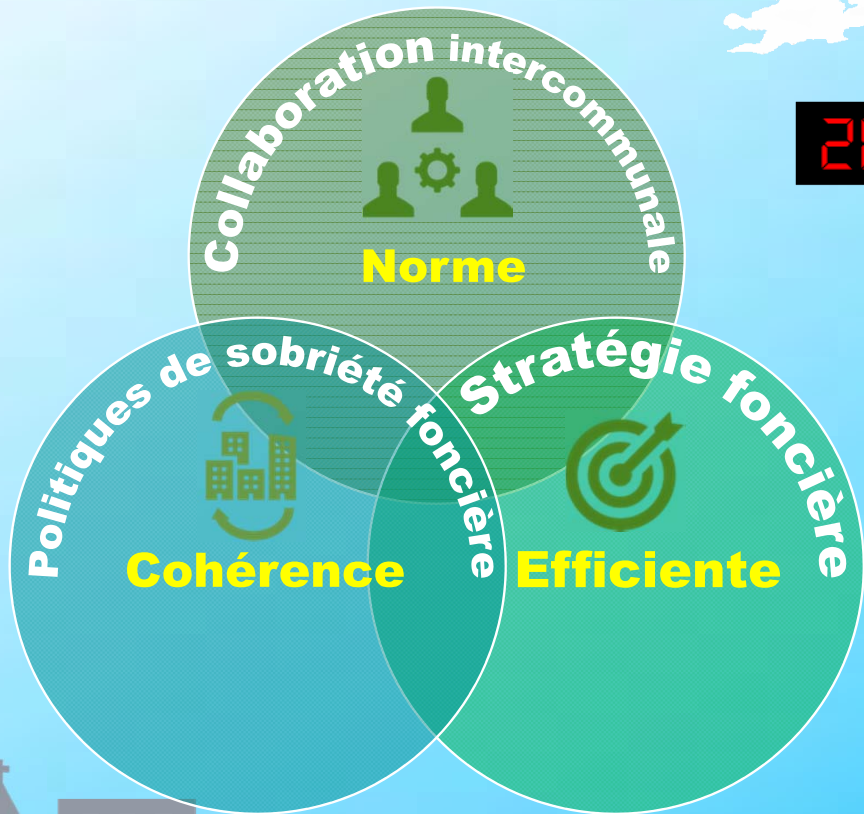 Collaboration intercommunale
Norme
Politiques de sobriété foncière
Cohérence
Stratégie foncière
Efficiente